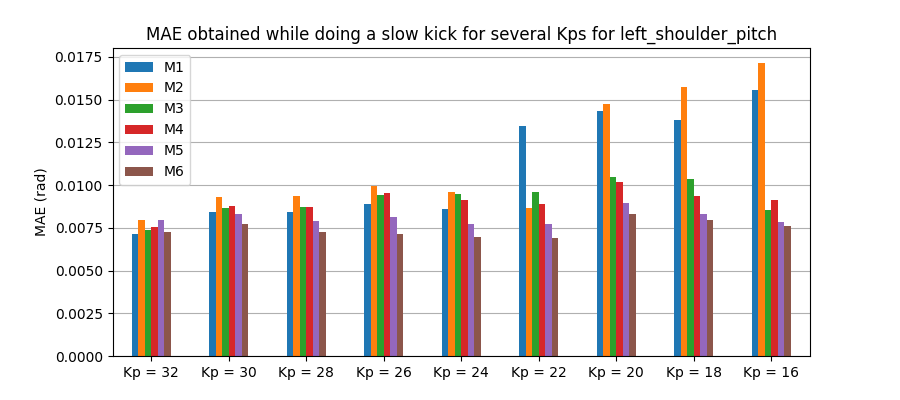 MAE obtained while doing a slow kick for several Kps for left_shoulder_pitch
MAE (rad)
0.0175
0.0150
0.0125
0.0100
0.0075
0.0050
0.0025
0.0000
M1
M2
M3
M4
M5
M6
Kp = 32 Kp = 30 Kp = 28 Kp = 26 Kp = 24 Kp = 22 Kp = 20 Kp = 18 Kp = 16